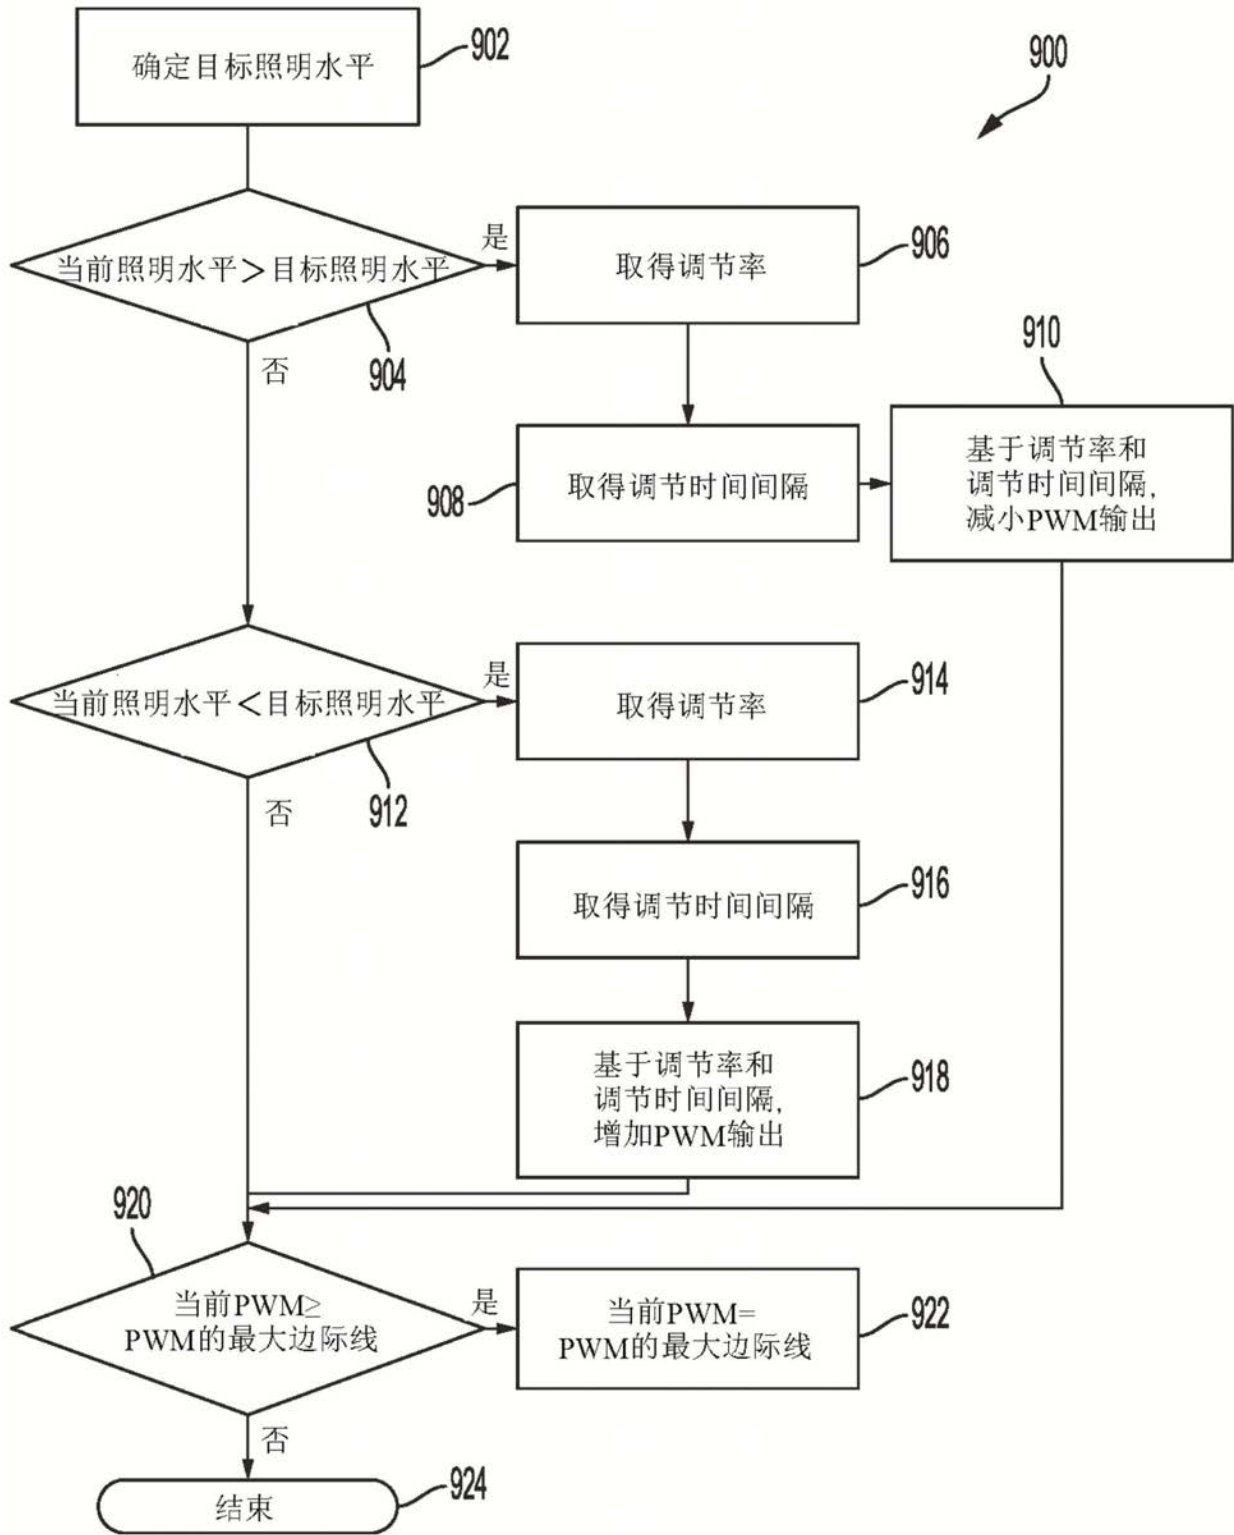 确定目标照明水平
902
900
当前照明水平＞目标照明水平
是
904
否
取得调节率
906
取得调节时间间隔
908
910
基于调节率和
调节时间间隔,
减小PWM输出
当前照明水平＜目标照明水平
是
912
否
取得调节率
914
取得调节时间间隔
916
基于调节率和
调节时间间隔,
增加PWM输出
918
920
当前PWM≥
PWM的最大边际线
是
当前PWM=
PWM的最大边际线
922
否
结束
924